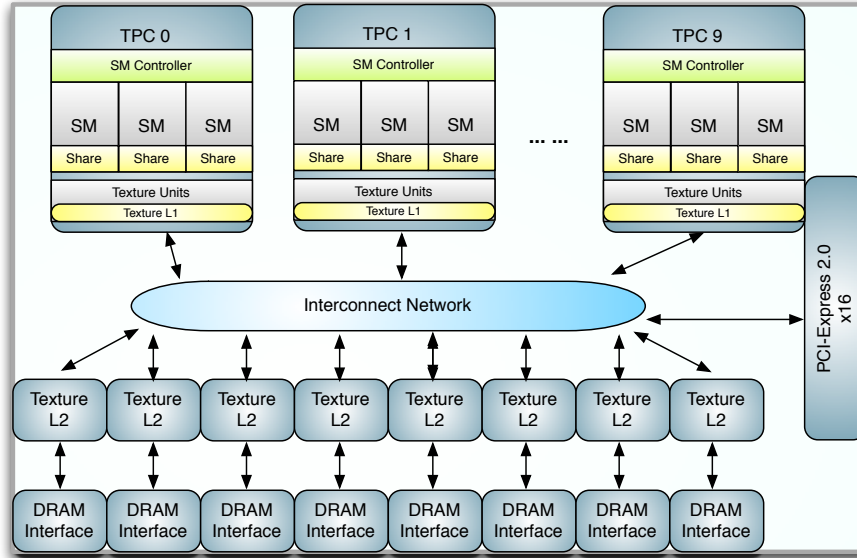 TPC 0
SM Controller
SM SM SM
Share Share Share
Texture Units
Texture L1
TPC 1
SM Controller
SM SM SM
Share Share Share
Texture Units
Texture L1
... ...
TPC 9
SM Controller
SM SM SM
Share Share Share
Texture Units
Texture L1
Interconnect Network
PCI-Express 2.0
x16
Texture
L2
Texture
L2
Texture
L2
Texture
L2
Texture
L2
Texture
L2
Texture
L2
Texture
L2
DRAM
Interface
DRAM
Interface
DRAM
Interface
DRAM
Interface
DRAM
Interface
DRAM
Interface
DRAM
Interface
DRAM
Interface